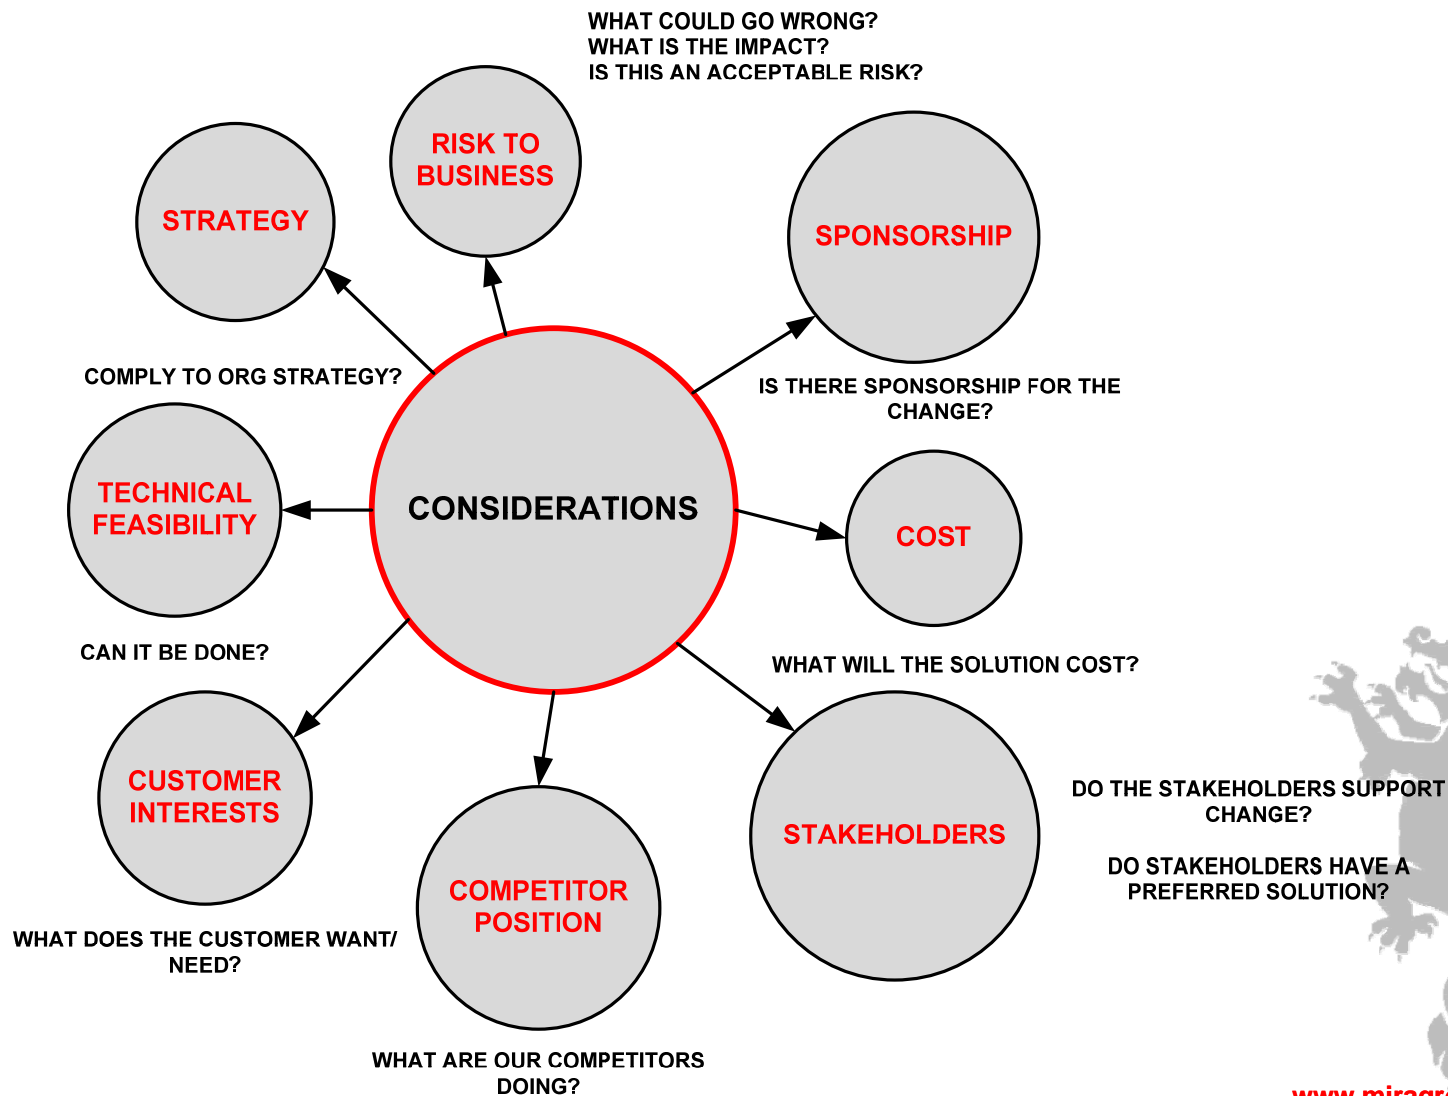 WHAT COULD GO WRONG?
WHAT IS THE IMPACT?
IS THIS AN ACCEPTABLE RISK?
RISK TO
BUSINESS
STRATEGY
SPONSORSHIP
COMPLY TO ORG STRATEGY?
IS THERE SPONSORSHIP FOR THE
CHANGE?
TECHNICAL
FEASIBILITY
CONSIDERATIONS
COST
CAN IT BE DONE?
WHAT WILL THE SOLUTION COST?
CUSTOMER
INTERESTS
DO THE STAKEHOLDERS SUPPORT
CHANGE?
STAKEHOLDERS
DO STAKEHOLDERS HAVE A
PREFERRED SOLUTION?
COMPETITOR
POSITION
WHAT DOES THE CUSTOMER WANT/
NEED?
WHAT ARE OUR COMPETITORS
DOING?